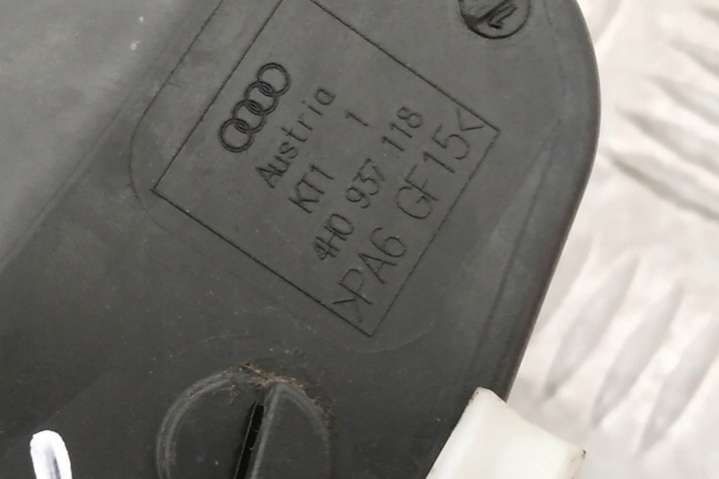 Austria
KT1 1
4H0 937 118
>PA6 GF15<